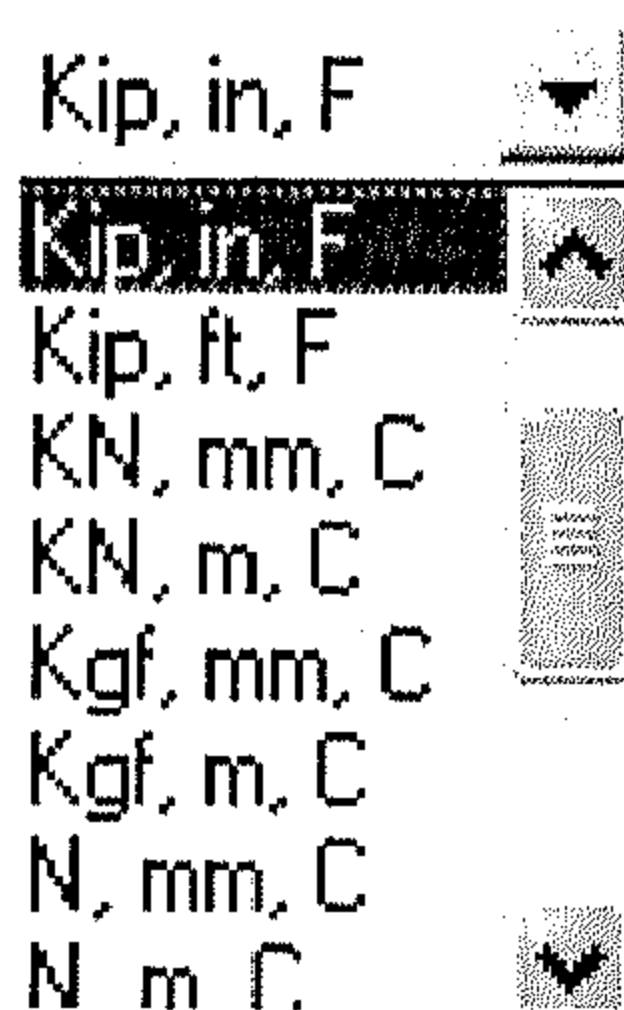 Kip, in, F
Kip, in, F
Kip, ft, F
KN, mm, C
KN, m, C
Kgf, mm, C
Kgf, m, C
N, mm, C
N, m, C